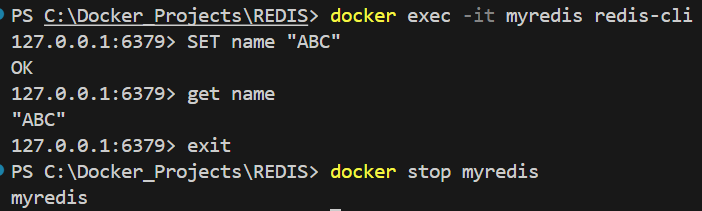 PS C:\Docker_Projects\REDIS> docker exec -it myredis redis-cli
127.0.0.1:6379> SET name "ABC"
OK
127.0.0.1:6379> get name
"ABC"
127.0.0.1:6379> exit
PS C:\Docker_Projects\REDIS> docker stop myredis
myredis